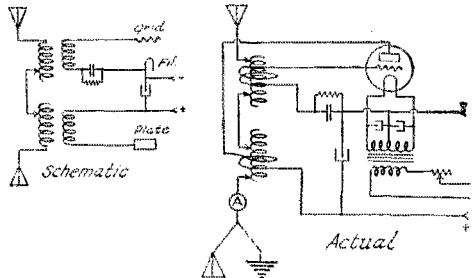 Grid
Fil.
-
+
Plate
Schematic
A
+
Actual